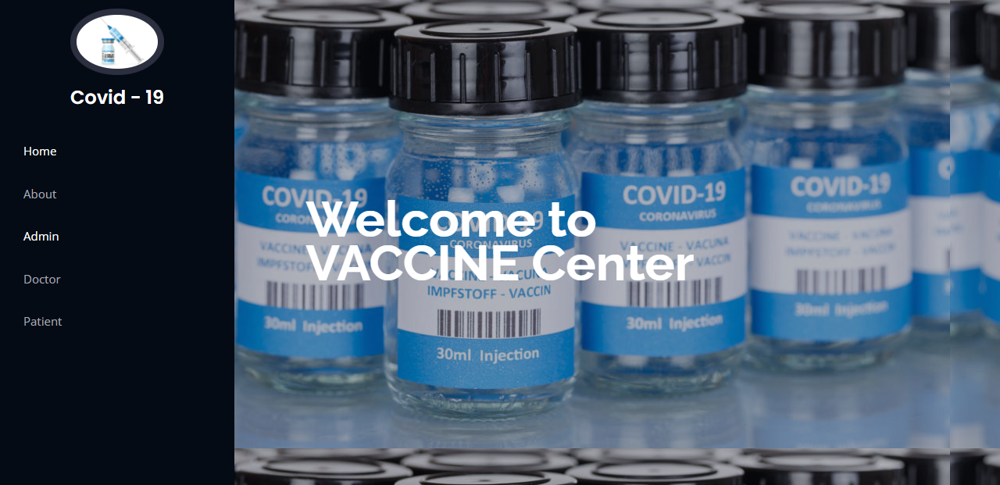 Covid - 19
Home
About
Admin
Doctor
Patient
Welcome to
VACCINE Center
COVID-19
CORONAVIRUS
VACCINE - VACUNA
IMPFSTOFF - VACCIN
30ml Injection
COVID-19
CORONAVIRUS
VACCINE - VACUNA
IMPFSTOFF - VACCIN
30ml Injection
COVID-19
CORONAVIRUS
VACCINE - VACUNA
30ml Injection
COVID-19
CORONAVIRUS
VACCINE - VACUNA
IMPFSTOFF - VACCIN
30ml Injection